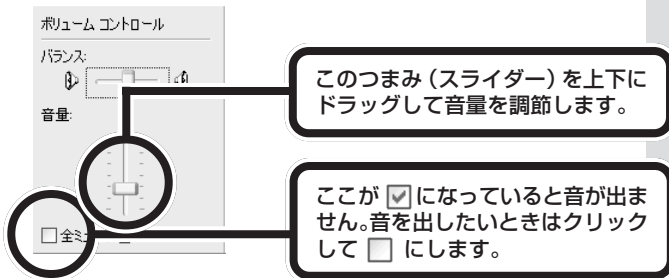 ボリューム コントロール
バランス:
このつまみ（スライダー）を上下に
ドラッグして音量を調節します。
音量:
ここが ☑ になっていると音が出ま
せん。音を出したいときはクリック
して ☐ にします。